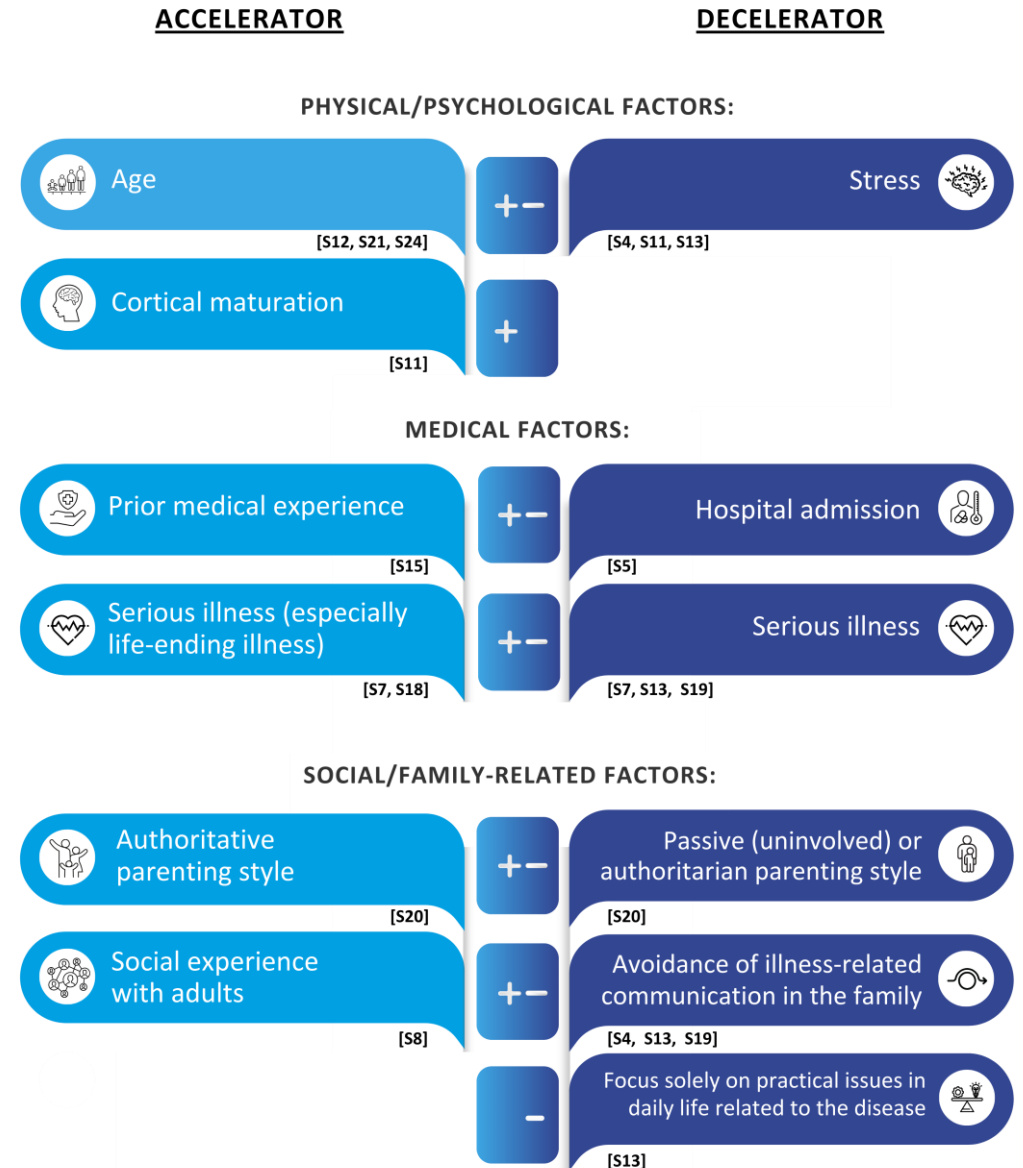 ACCELERATOR
DECELERATOR
PHYSICAL/PSYCHOLOGICAL FACTORS:
Age
+-
Stress
[S12, S21, S24]
[S4, S11, S13]
Cortical maturation
+
[S11]
MEDICAL FACTORS:
Prior medical experience
+-
Hospital admission
[S15]
[S5]
Serious illness (especially
life-ending illness)
+-
Serious illness
[S7, S18]
[S7, S13, S19]
SOCIAL/FAMILY-RELATED FACTORS:
Authoritative
parenting style
+-
Passive (uninvolved) or
authoritarian parenting style
[S20]
[S20]
Social experience
with adults
+-
Avoidance of illness-related
communication in the family
[S8]
[S4, S13, S19]
-
Focus solely on practical issues in
daily life related to the disease
[S13]